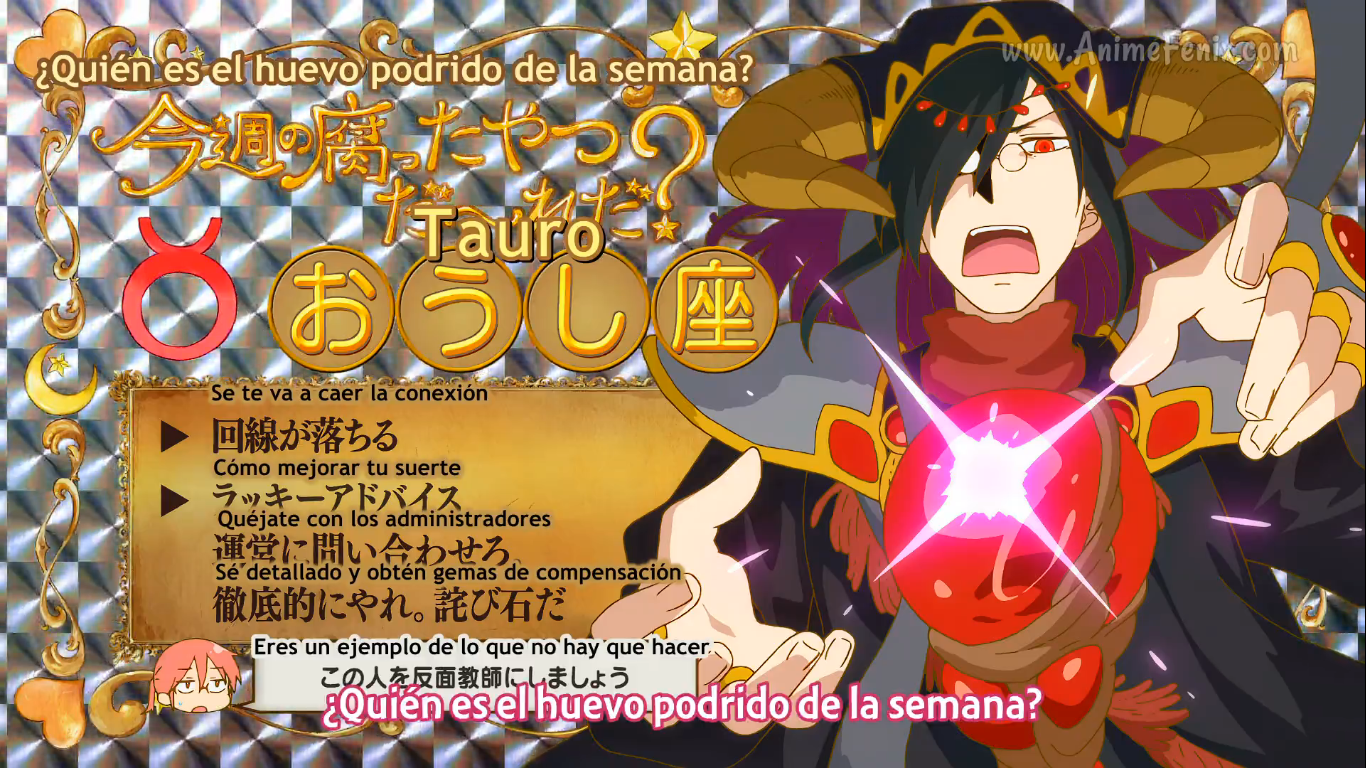 www.AnimeFenix.com
¿Quién es el huevo podrido de la semana?
今週の腐ったやつ
だ〜れだ?
Tauro
おうし座
Se te va a caer la conexión
回線が落ちる
Cómo mejorar tu suerte
ラッキーアドバイス
Quéjate con los administradores
運営に問い合わせろ。
Sé detallado y obtén gemas de compensación
徹底的にやれ。詫び石だ
Eres un ejemplo de lo que no hay que hacer.
この人を反面教師にしましょう
¿Quién es el huevo podrido de la semana?